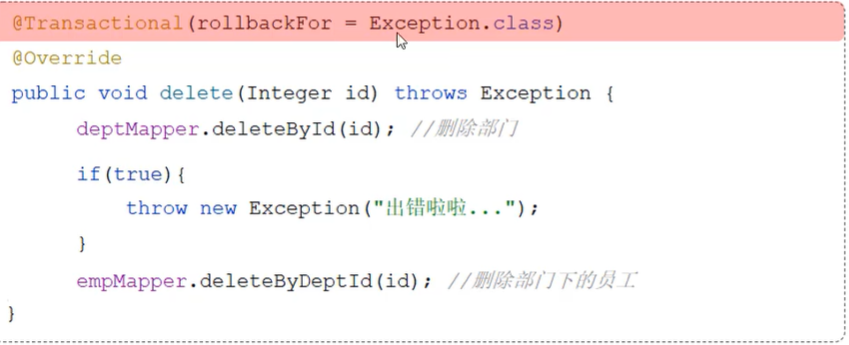 @Transactional(rollbackFor = Exception.class)
@Override
public void delete(Integer id) throws Exception {
deptMapper.deleteById(id); //删除部门
if(true){
throw new Exception("出错啦啦...");
}
empMapper.deleteByDeptId(id); //删除部门下的员工
}